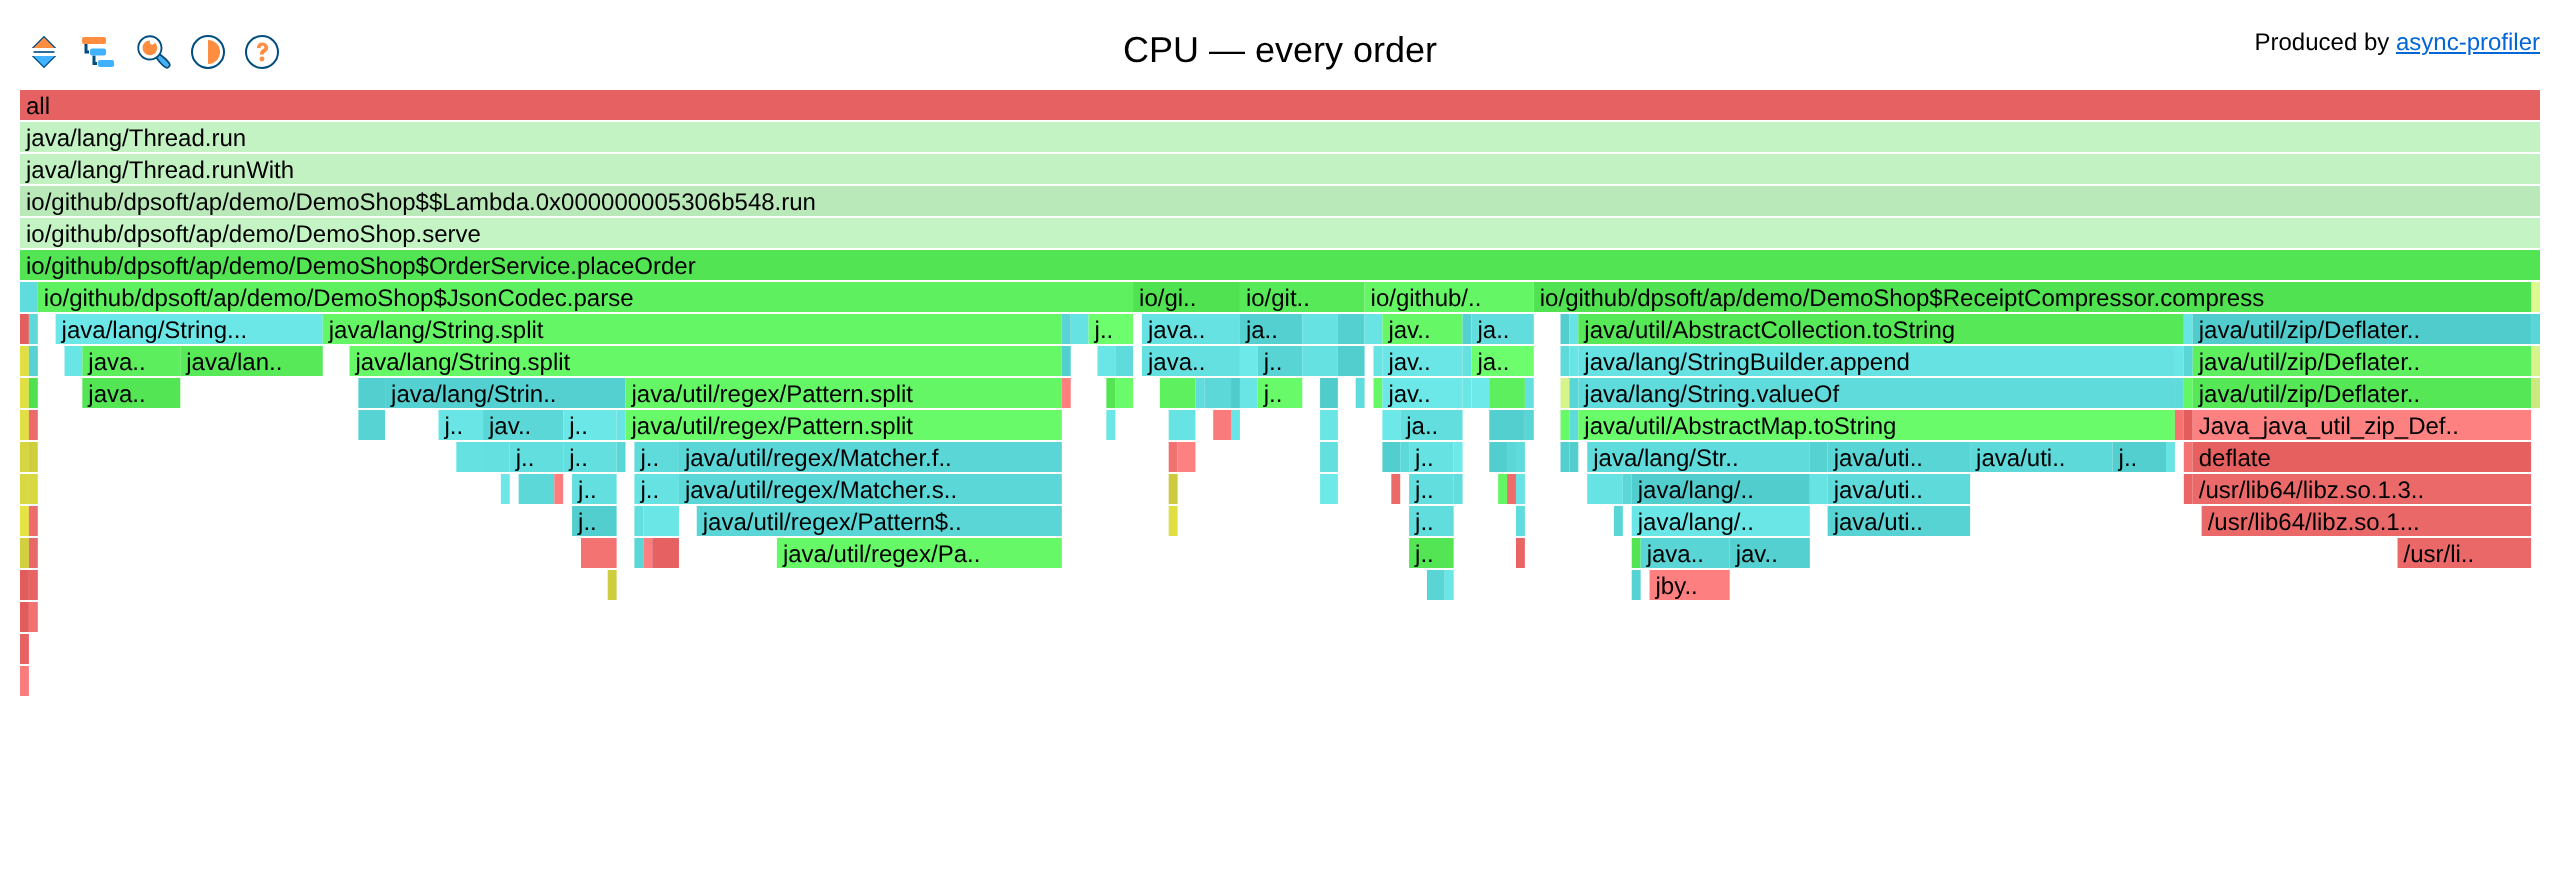 CPU — every order
Produced by async-profiler
all
java/lang/Thread.run
java/lang/Thread.runWith
io/github/dpsoft/ap/demo/DemoShop$$Lambda.0x000000005306b548.run
io/github/dpsoft/ap/demo/DemoShop.serve
io/github/dpsoft/ap/demo/DemoShop$OrderService.placeOrder
io/github/dpsoft/ap/demo/DemoShop$JsonCodec.parse io/gi.. io/git.. io/github/.. io/github/dpsoft/ap/demo/DemoShop$ReceiptCompressor.compress
java/lang/String... java/lang/String.split j.. java.. ja.. jav.. ja.. java/util/AbstractCollection.toString java/util/zip/Deflater..
java.. java/lan.. java/lang/String.split java.. j.. jav.. ja.. java/lang/StringBuilder.append java/util/zip/Deflater..
java.. java/lang/Strin.. java/util/regex/Pattern.split j.. jav.. java/lang/String.valueOf java/util/zip/Deflater..
j.. jav.. j.. java/util/regex/Pattern.split ja.. java/util/AbstractMap.toString Java_java_util_zip_Def..
j.. j.. j.. java/util/regex/Matcher.f.. j.. java/lang/Str.. java/uti.. java/uti.. j.. deflate
j.. j.. java/util/regex/Matcher.s.. j.. java/lang/.. java/uti.. /usr/lib64/libz.so.1.3..
j.. java/util/regex/Pattern$.. j.. java/lang/.. java/uti.. /usr/lib64/libz.so.1...
java/util/regex/Pa.. j.. java.. jav.. /usr/li..
jby..